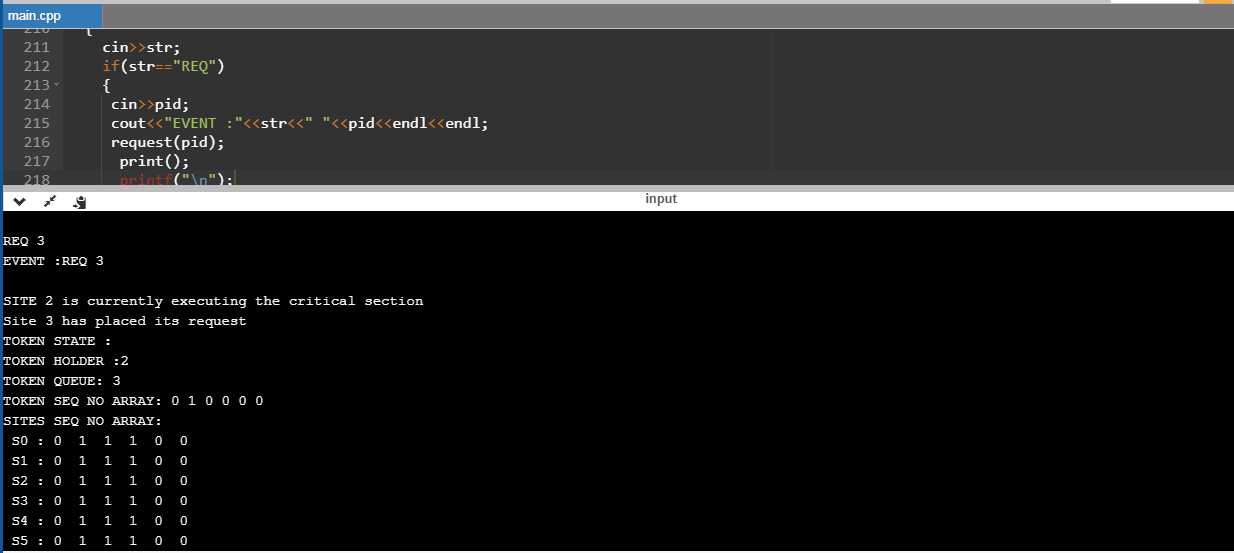 main.cpp
210 {
211 cin>>str;
212 if(str=="REQ")
213 {
214 cin>>pid;
215 cout<<"EVENT :"<<str<<" "<<pid<<endl<<endl;
216 request(pid);
217 print();
218 printf("\n");
input
REQ 3
EVENT :REQ 3
SITE 2 is currently executing the critical section
Site 3 has placed its request
TOKEN STATE :
TOKEN HOLDER :2
TOKEN QUEUE: 3
TOKEN SEQ NO ARRAY: 0 1 0 0 0 0
SITES SEQ NO ARRAY:
S0 : 0 1 1 1 0 0
S1 : 0 1 1 1 0 0
S2 : 0 1 1 1 0 0
S3 : 0 1 1 1 0 0
S4 : 0 1 1 1 0 0
S5 : 0 1 1 1 0 0